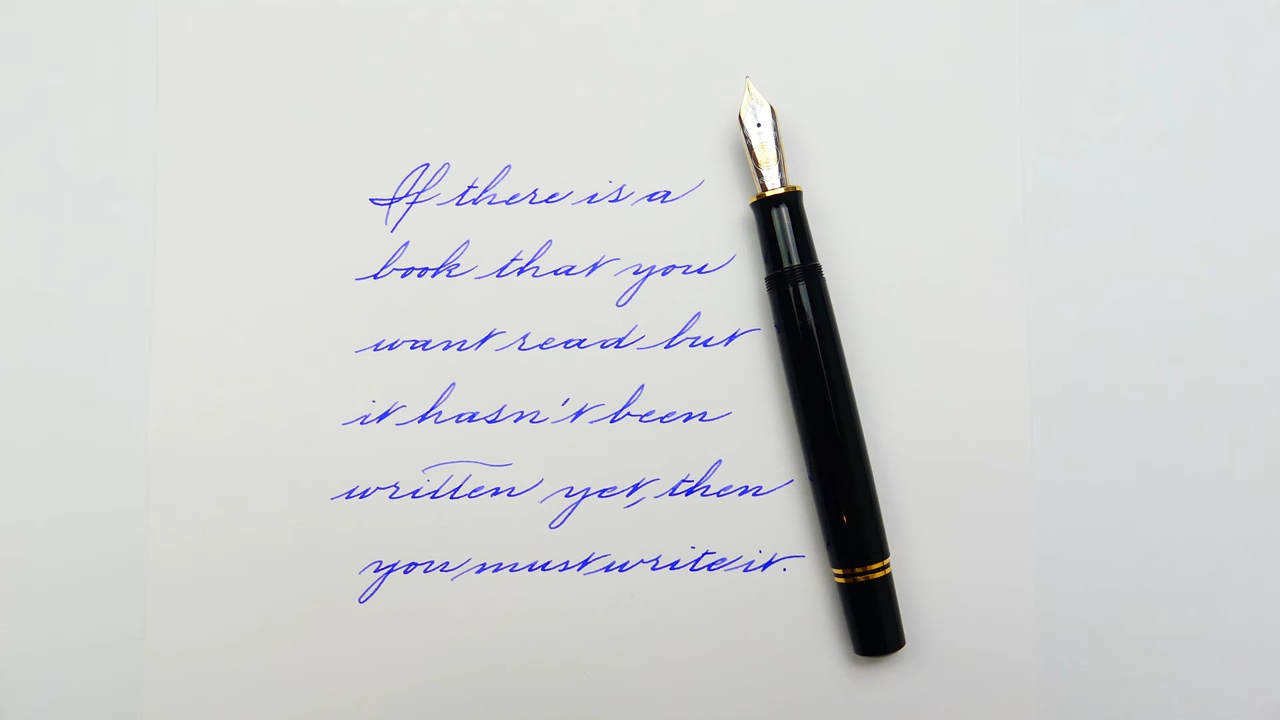 If there is a
book that you
want read but
it hasn't been
written yet, then
you must write it.